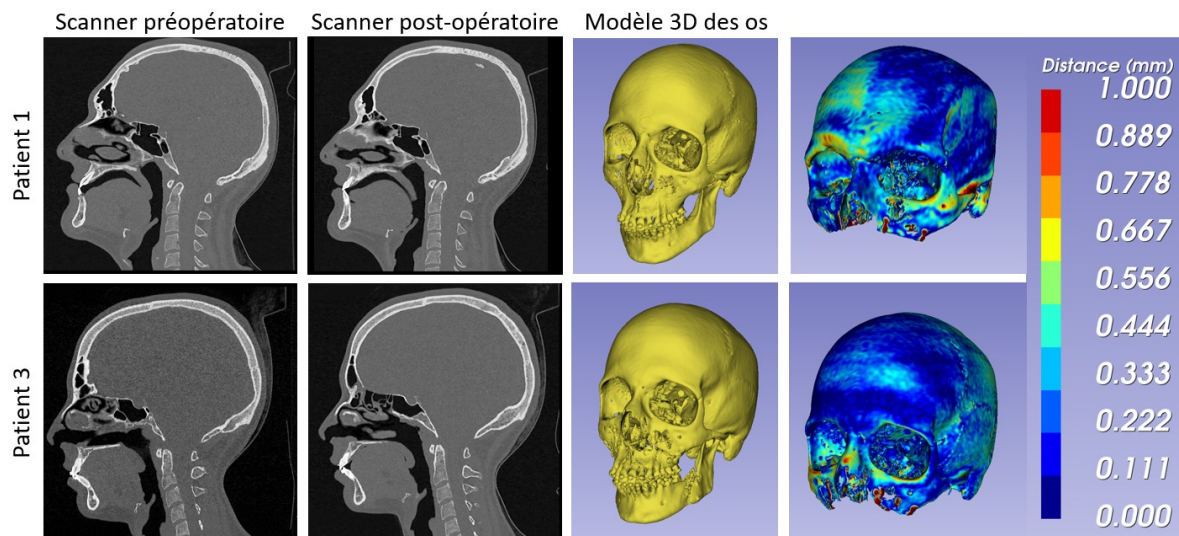 Scanner préopératoire
Scanner post-opératoire
Modèle 3D des os
Patient 1
Patient 3
Distance (mm)
1.000
0.889
0.778
0.667
0.556
0.444
0.333
0.222
0.111
0.000